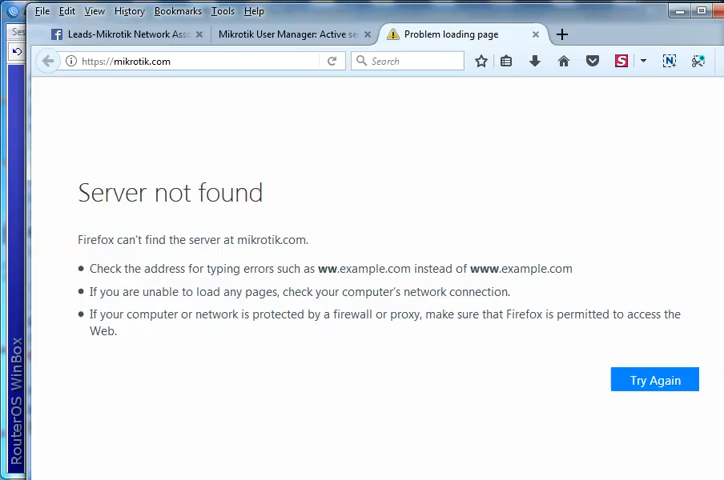 File Edit View History Bookmarks Tools Help
Leads-Mikrotik Network Asso
Mikrotik User Manager: Active se
Problem loading page
https://mikrotik.com
Search
Server not found
Firefox can't find the server at mikrotik.com.
Check the address for typing errors such as ww.example.com instead of www.example.com
If you are unable to load any pages, check your computer's network connection.
If your computer or network is protected by a firewall or proxy, make sure that Firefox is permitted to access the
Web.
Try Again
RouterOS WinBox